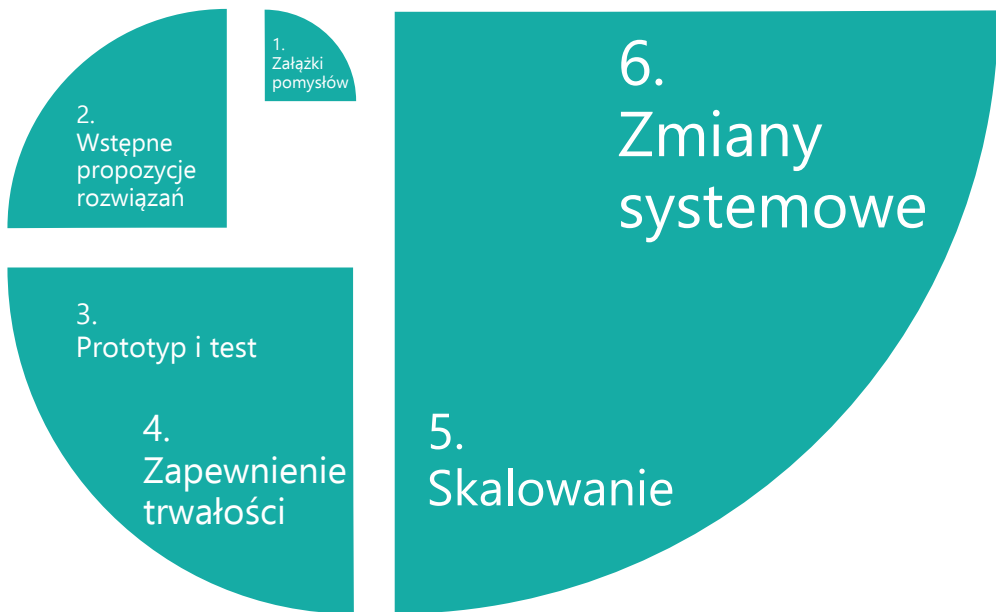 1.
Załążki
pomysłów
2.
Wstępne
propozycje
rozwiązań
3.
Prototyp i test
4.
Zapewnienie
trwałości
5.
Skalowanie
6.
Zmiany
systemowe